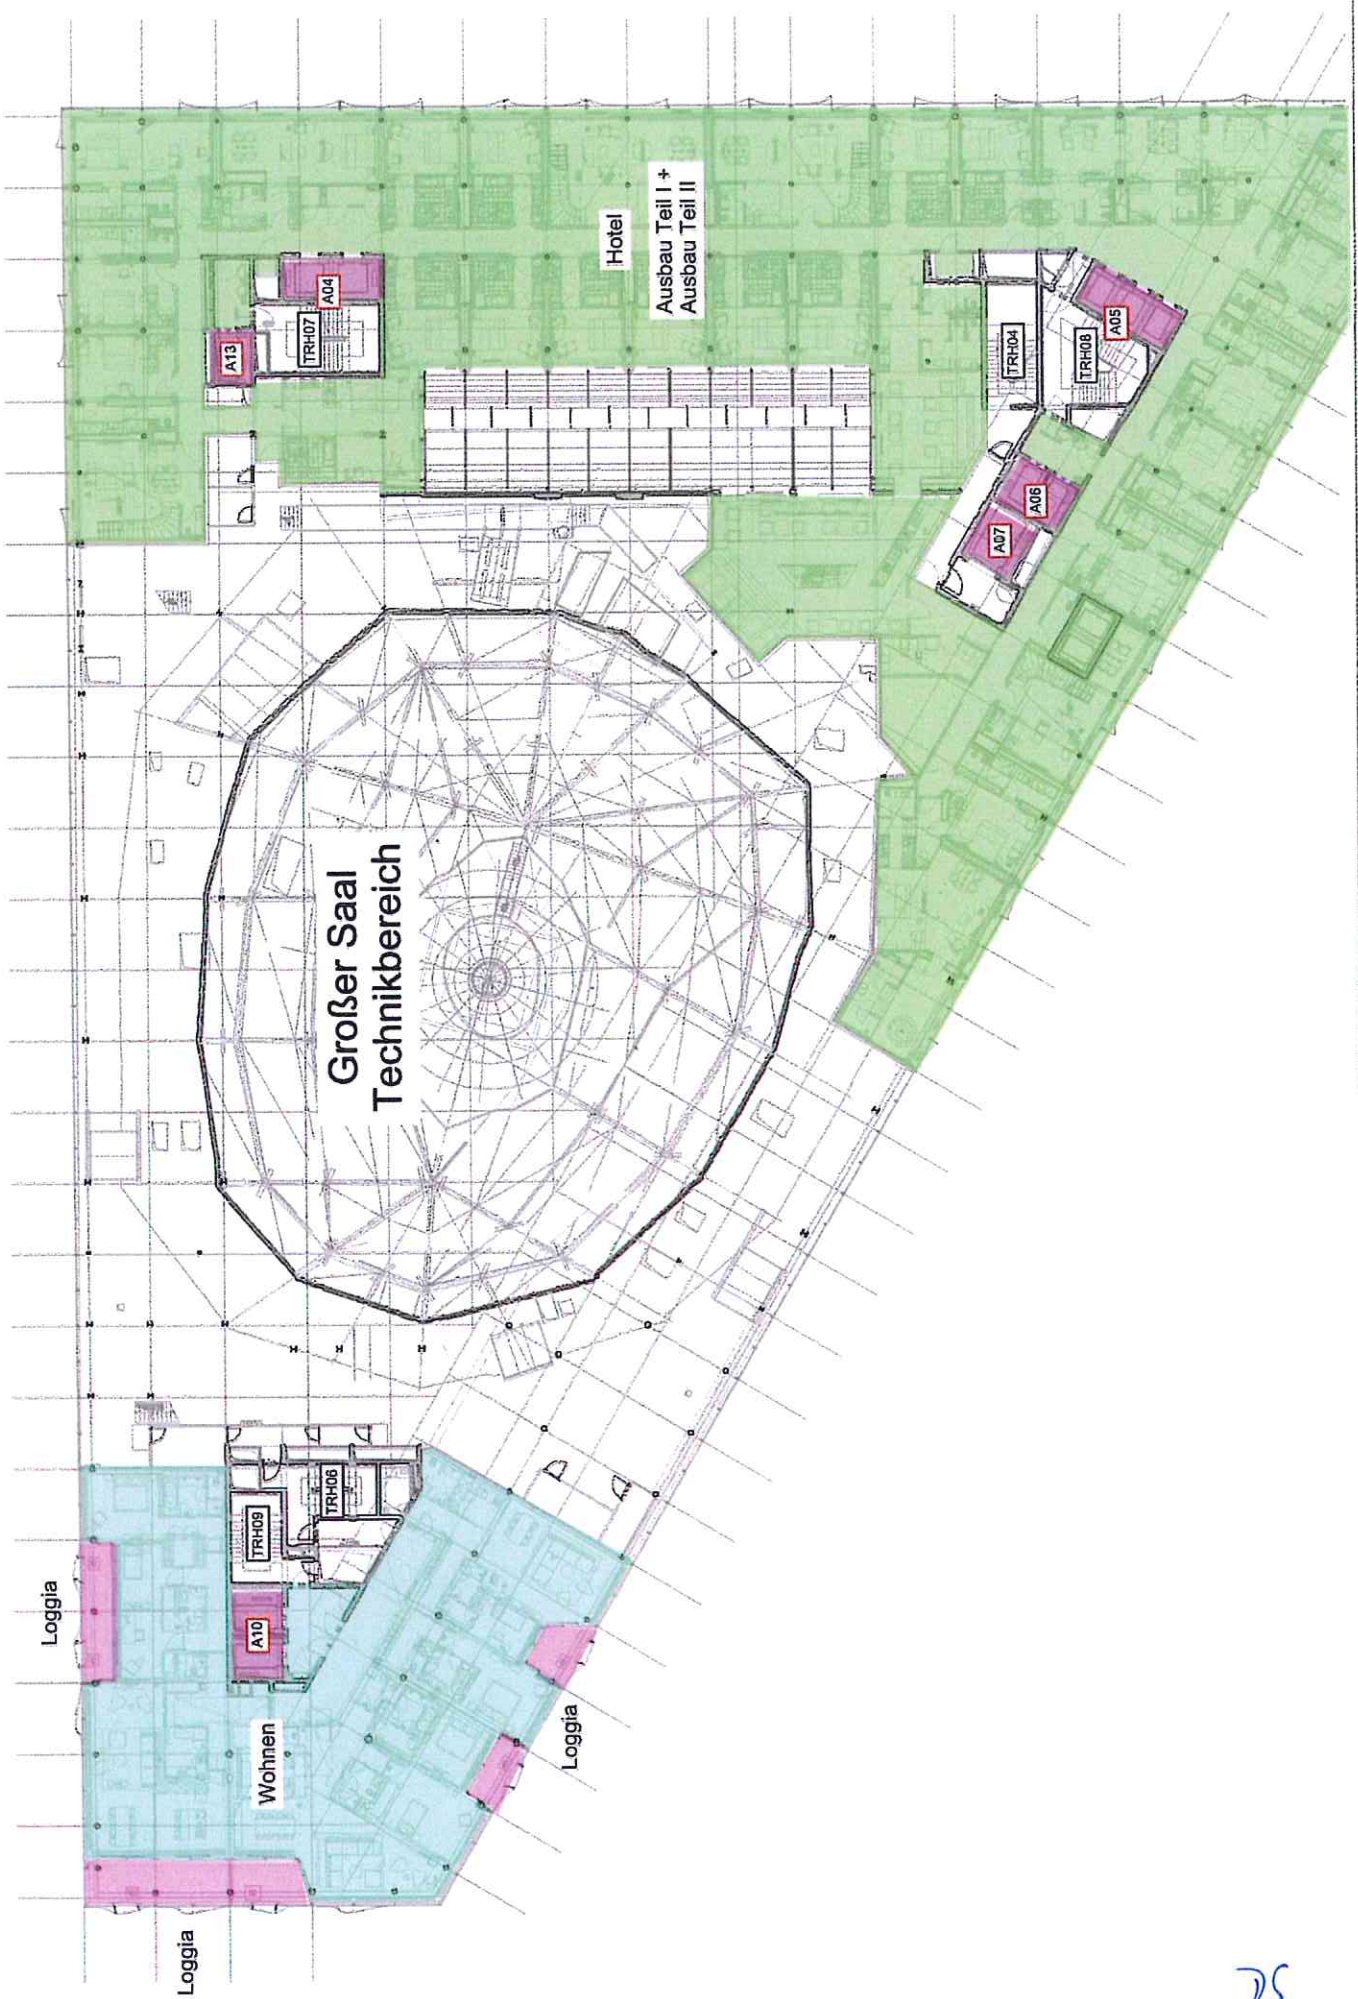 Loggia
Loggia
Loggia
Wohnen
A10
TRH09
TRH06
Großer Saal
Technikbereich
A13
TRH07
A04
Hotel
Ausbau Teil I +
Ausbau Teil II
TRH04
TRH08
A05
A06
A07